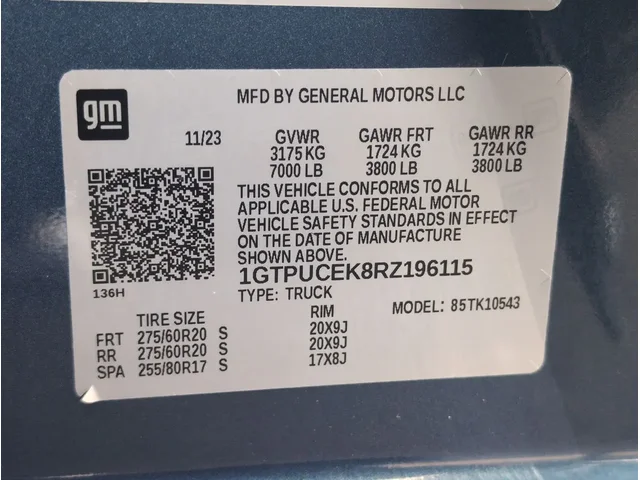 gm
MFD BY GENERAL MOTORS LLC
11/23 GVWR GAWR FRT GAWR RR
3175 KG 1724 KG 1724 KG
7000 LB 3800 LB 3800 LB
THIS VEHICLE CONFORMS TO ALL
APPLICABLE U.S. FEDERAL MOTOR
VEHICLE SAFETY STANDARDS IN EFFECT
ON THE DATE OF MANUFACTURE
SHOWN ABOVE.
1GTPUCEK8RZ196115
136H TYPE: TRUCK MODEL: 85TK10543
TIRE SIZE RIM
FRT 275/60R20 S 20X9J
RR 275/60R20 S 20X9J
SPA 255/80R17 S 17X8J